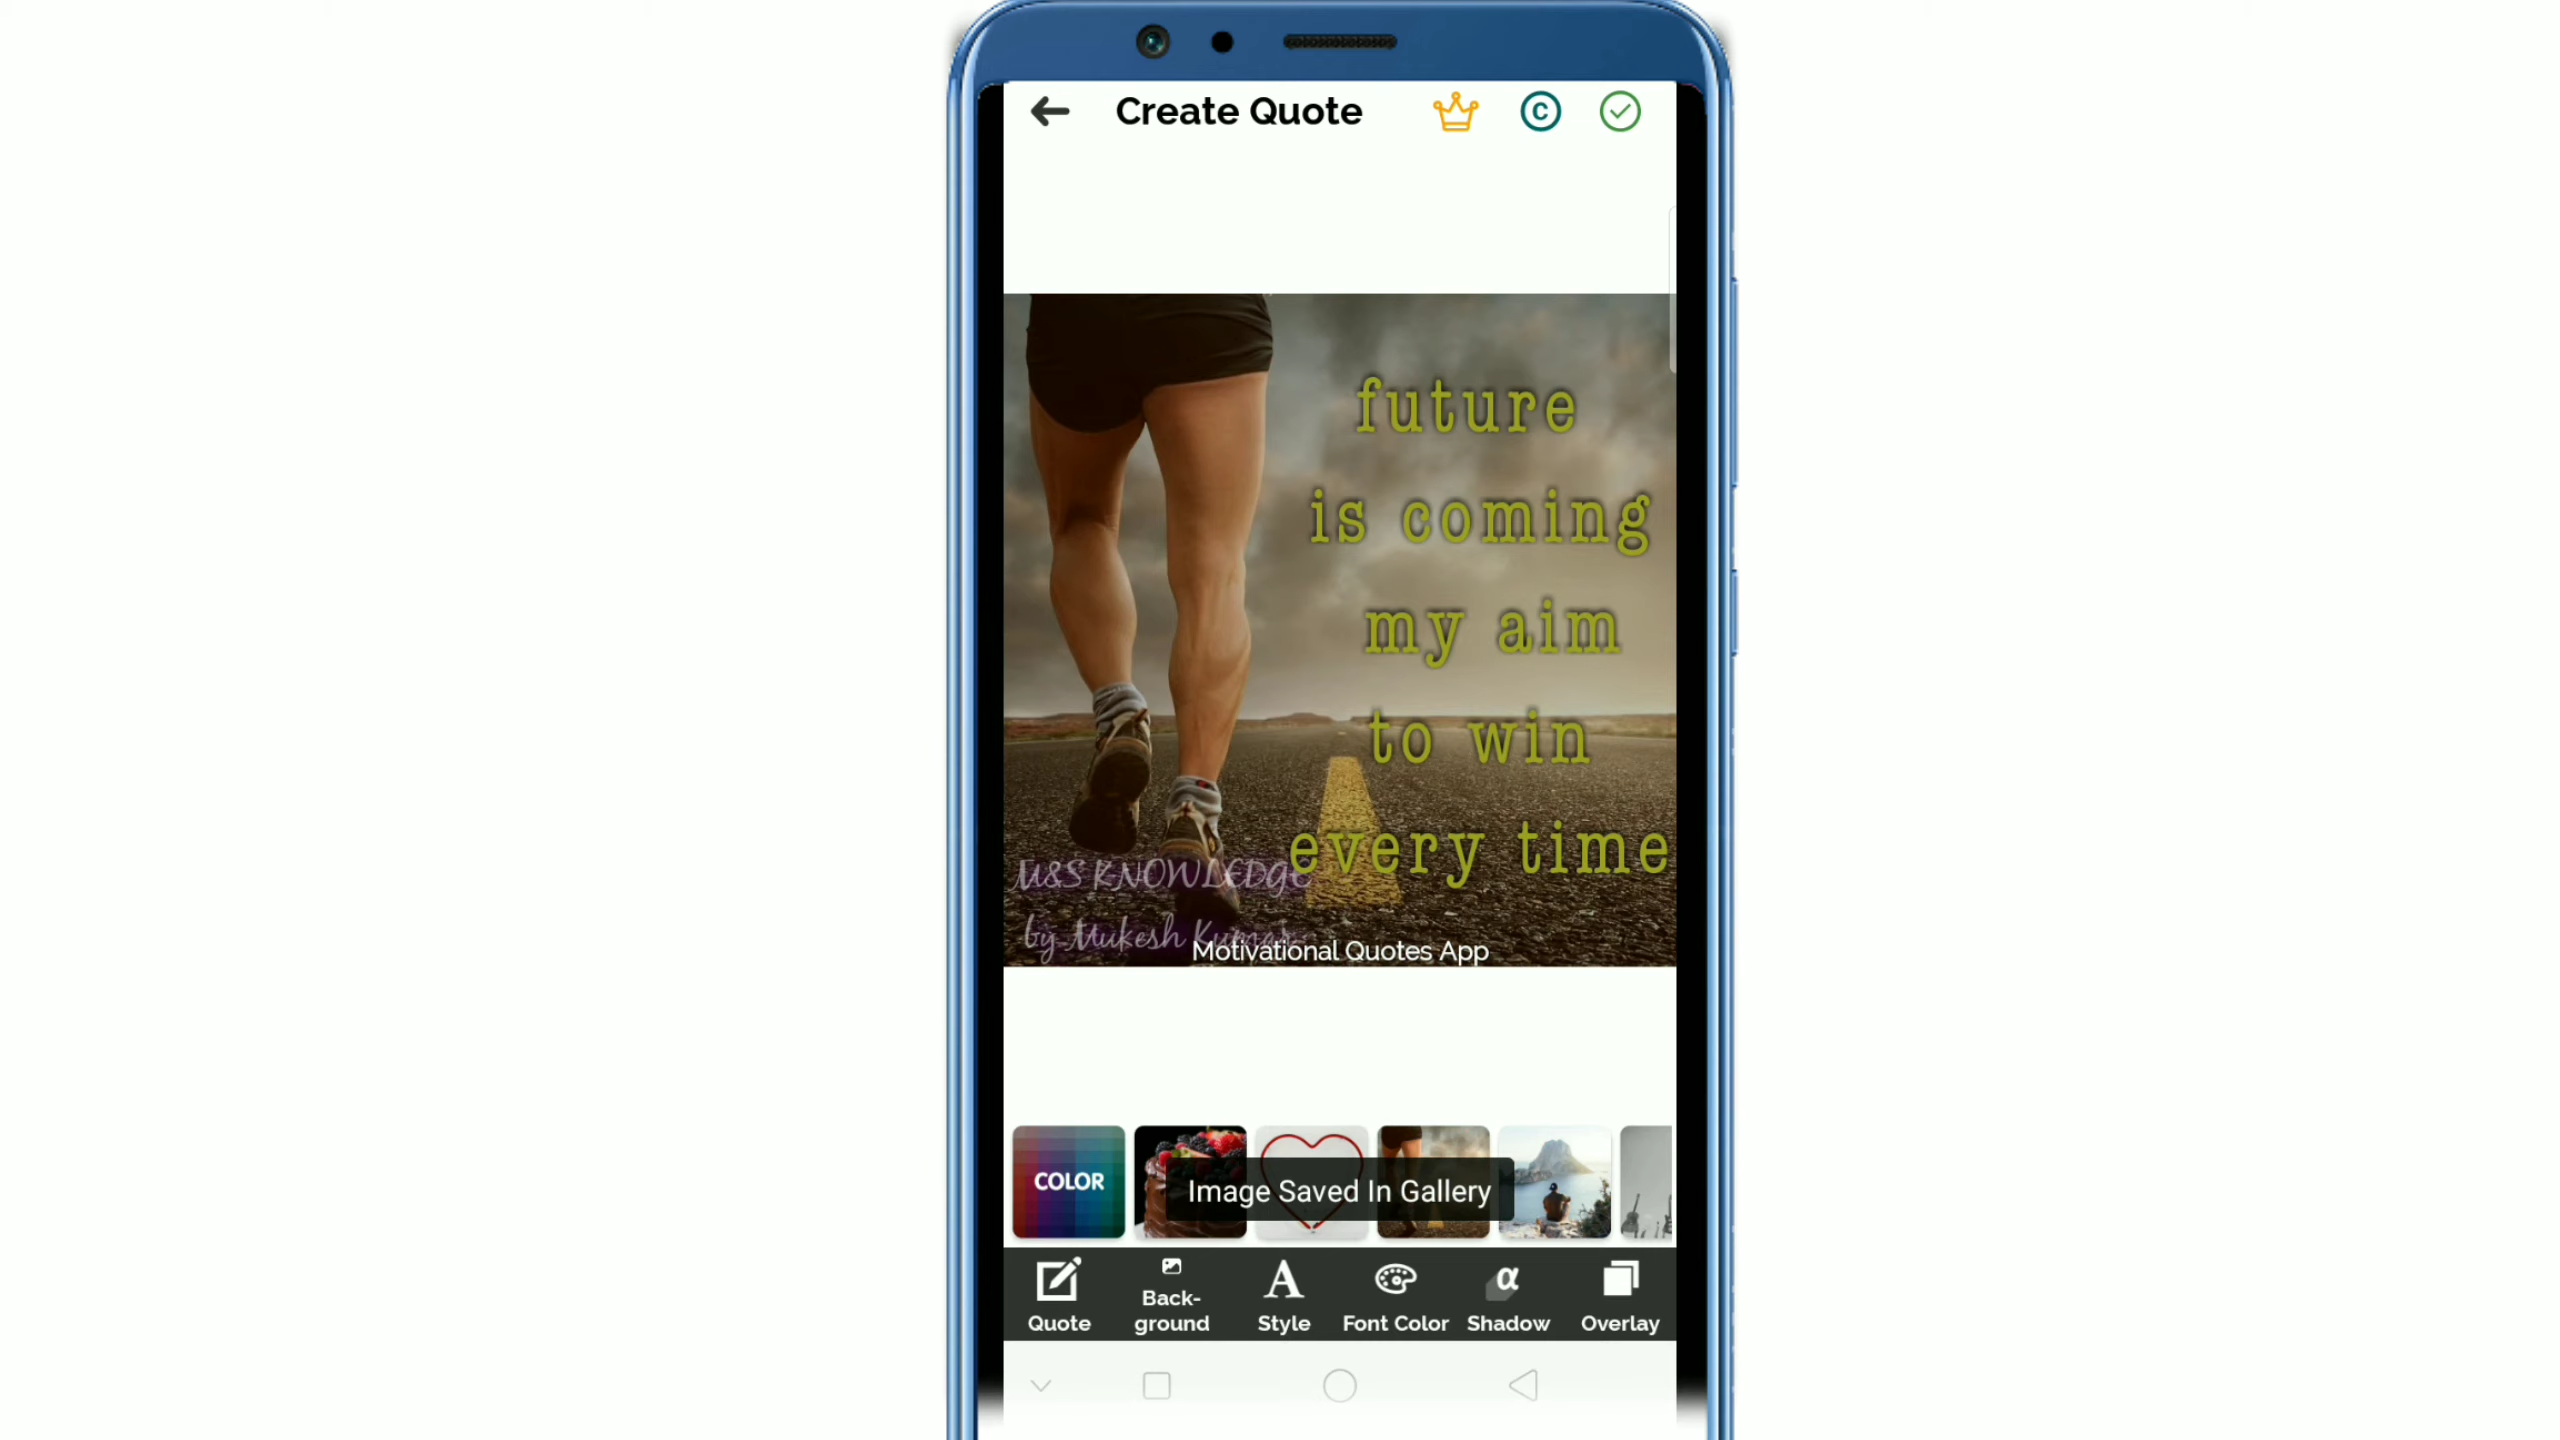 Create Quote
future
is coming
my aim
to win
every time
M&S KNOWLEDGE
by Mukesh Kumar
Motivational Quotes App
COLOR
Image Saved In Gallery
Quote
Back-
ground
Style
Font Color
Shadow
Overlay